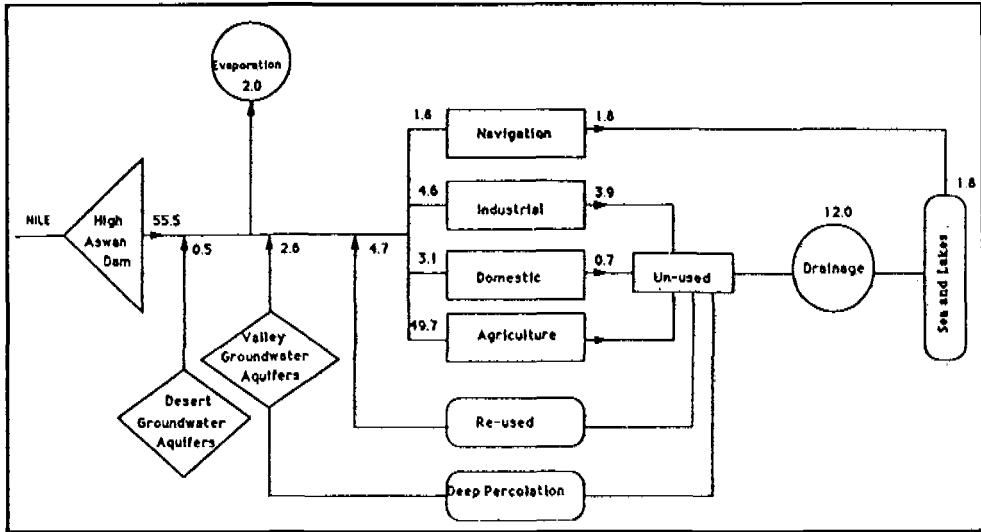 Evaporation
2.0
1.8
Navigation
1.8
4.6
Industrial
3.9
1.8
NILE
High
Aswan
Dam
55.5
0.5
2.6
4.7
3.1
Domestic
0.7
Un-used
12.0
Drainage
Sea and Lakes
49.7
Agriculture
Valley
Groundwater
Aquifers
Desert
Groundwater
Aquifers
Re-used
Deep Percolation